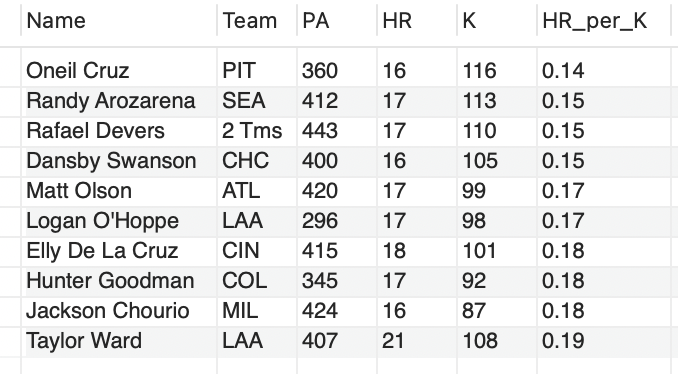 Name Team PA HR K HR_per_K
Oneil Cruz PIT 360 16 116 0.14
Randy Arozarena SEA 412 17 113 0.15
Rafael Devers 2 Tms 443 17 110 0.15
Dansby Swanson CHC 400 16 105 0.15
Matt Olson ATL 420 17 99 0.17
Logan O'Hoppe LAA 296 17 98 0.17
Elly De La Cruz CIN 415 18 101 0.18
Hunter Goodman COL 345 17 92 0.18
Jackson Chourio MIL 424 16 87 0.18
Taylor Ward LAA 407 21 108 0.19